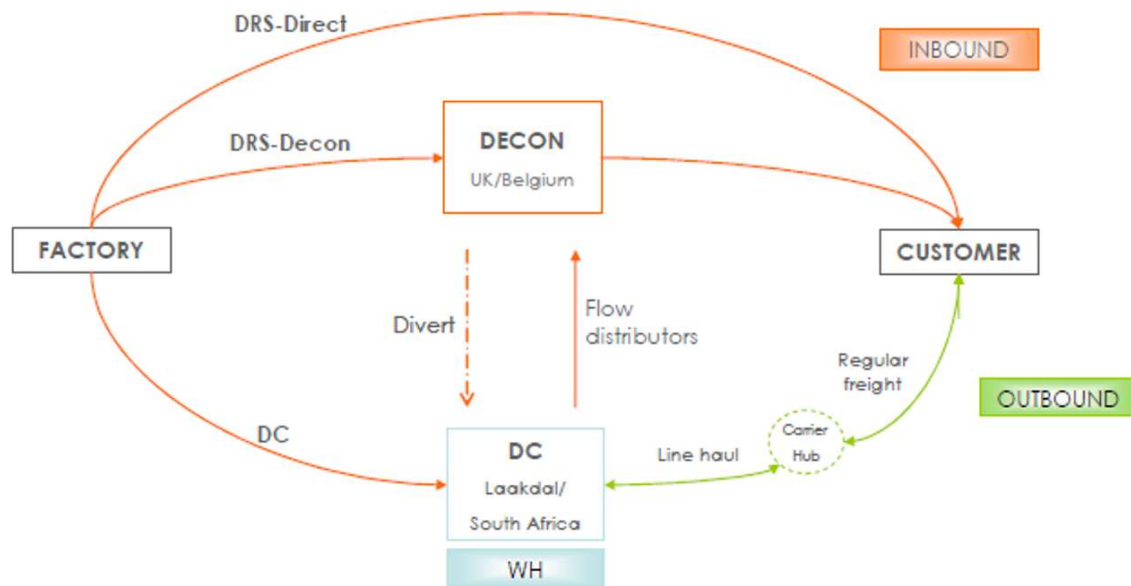 DRS-Direct
INBOUND
DRS-Decon
DECON
UK/Belgium
FACTORY
CUSTOMER
Divert
Flow
distributors
Regular
freight
OUTBOUND
DC
Carrier
Hub
Line haul
DC
Laakdal/
South Africa
WH